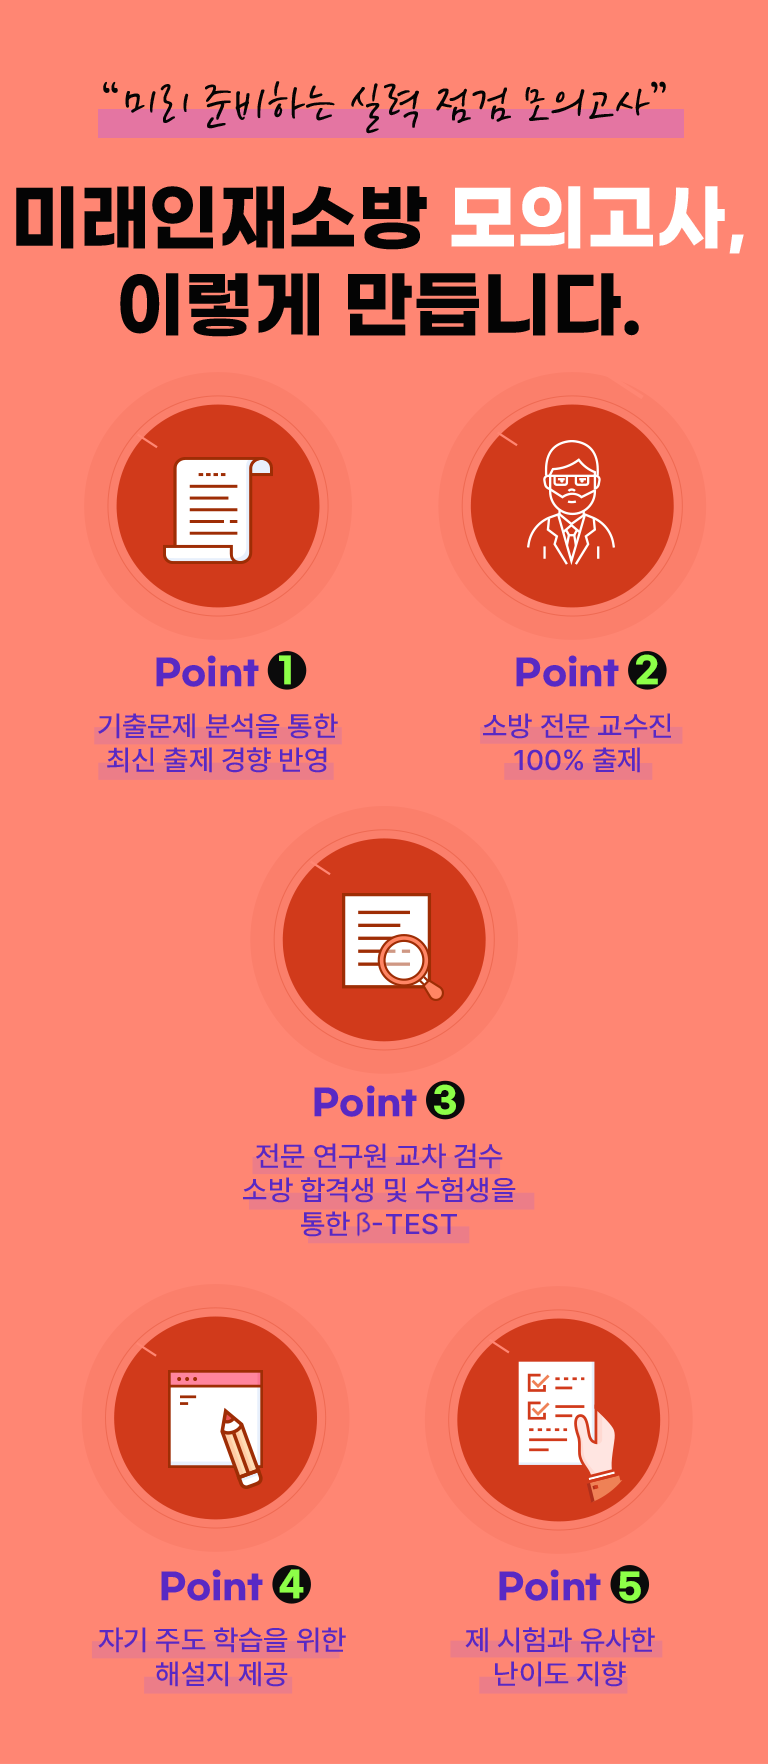 “미리 준비하는 실력 점검 모의고사”
미래인재소방 모의고사,
이렇게 만듭니다.
Point 1
기출문제 분석을 통한
최신 출제 경향 반영
Point 2
소방 전문 교수진
100% 출제
Point 3
전문 연구원 교차 검수
소방 합격생 및 수험생을
통한 ß-TEST
Point 4
자기 주도 학습을 위한
해설지 제공
Point 5
제 시험과 유사한
난이도 지향